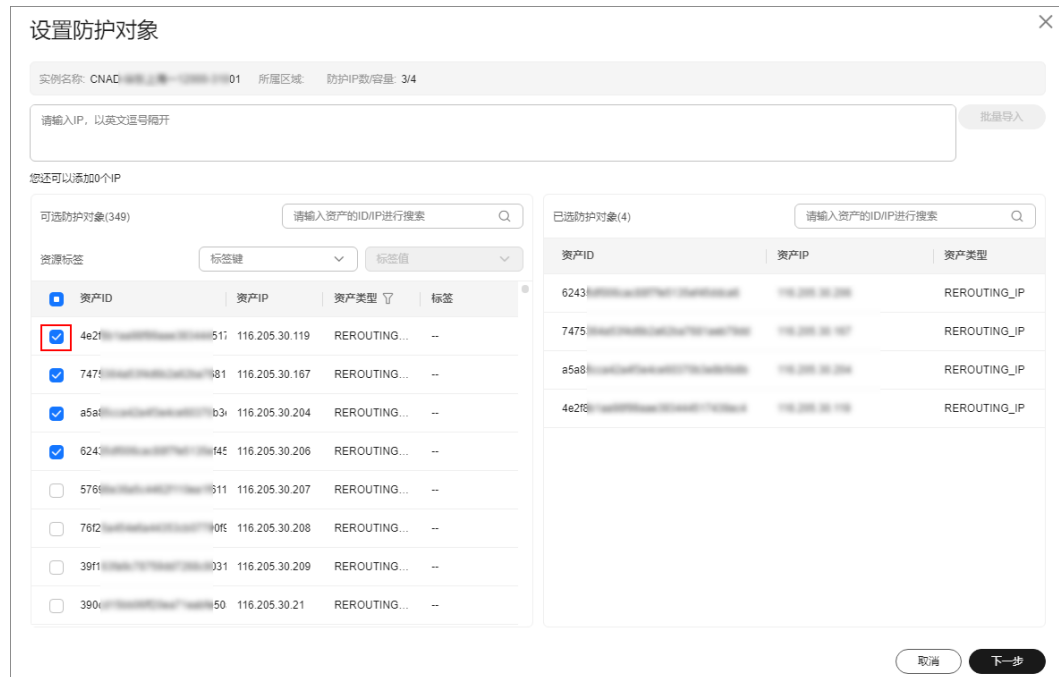 设置防护对象
实例名称: CNAD 01 所属区域: 防护IP数/容量: 3/4
请输入IP，以英文逗号隔开
批量导入
您还可以添加0个IP
可选防护对象(349) 请输入资产的ID/IP进行搜索
资源标签 标签键 标签值
资产ID 资产IP 资产类型 标签
4e2f 517 116.205.30.119 REROUTING... --
7475 681 116.205.30.167 REROUTING... --
a5a8 b3 116.205.30.204 REROUTING... --
6243 f45 116.205.30.206 REROUTING... --
576 611 116.205.30.207 REROUTING... --
76f2 0f9 116.205.30.208 REROUTING... --
39f1 031 116.205.30.209 REROUTING... --
390 50 116.205.30.21 REROUTING... --
已选防护对象(4) 请输入资产的ID/IP进行搜索
资产ID 资产IP 资产类型
6243 REROUTING_IP
7475 REROUTING_IP
a5a8 REROUTING_IP
4e2f8 REROUTING_IP
取消 下一步